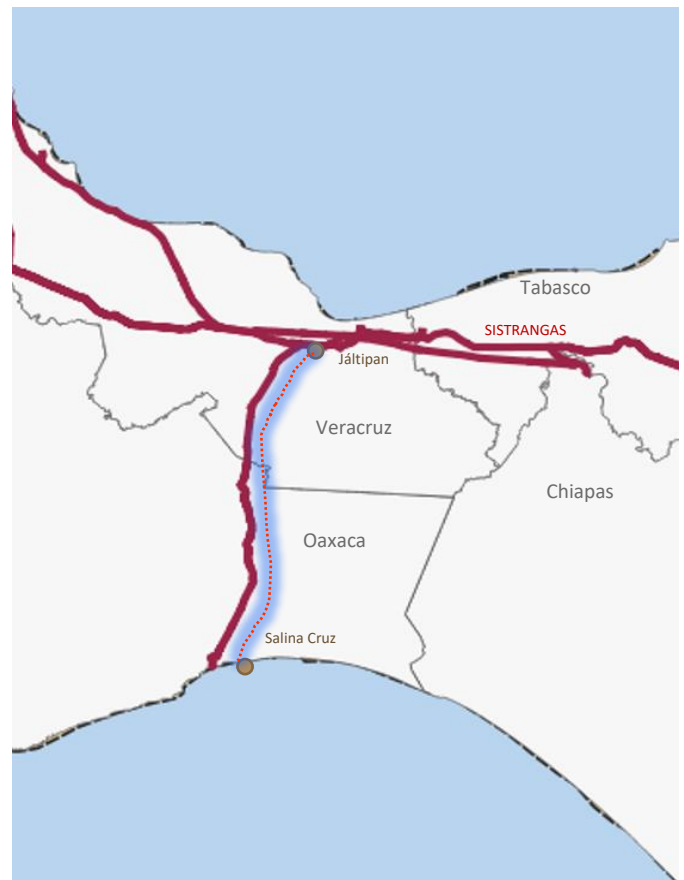 Tabasco
SISTRANGAS
Jáltipan
Veracruz
Chiapas
Oaxaca
Salina Cruz